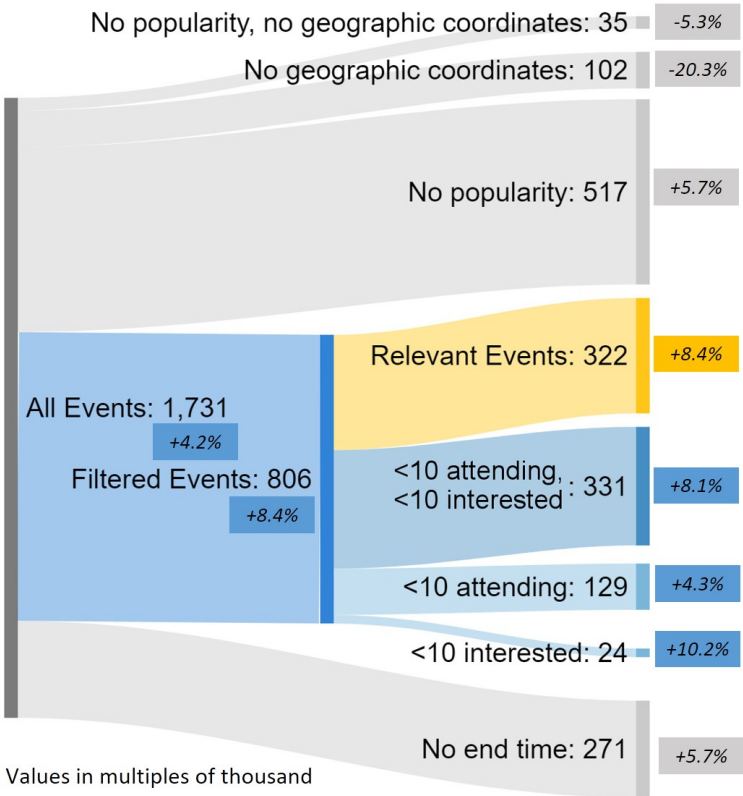 No popularity, no geographic coordinates: 35 -5.3%
No geographic coordinates: 102 -20.3%
No popularity: 517 +5.7%
Relevant Events: 322 +8.4%
All Events: 1,731
+4.2%
Filtered Events: 806
+8.4%
<10 attending,
<10 interested : 331 +8.1%
<10 attending: 129 +4.3%
<10 interested: 24 +10.2%
No end time: 271 +5.7%
Values in multiples of thousand